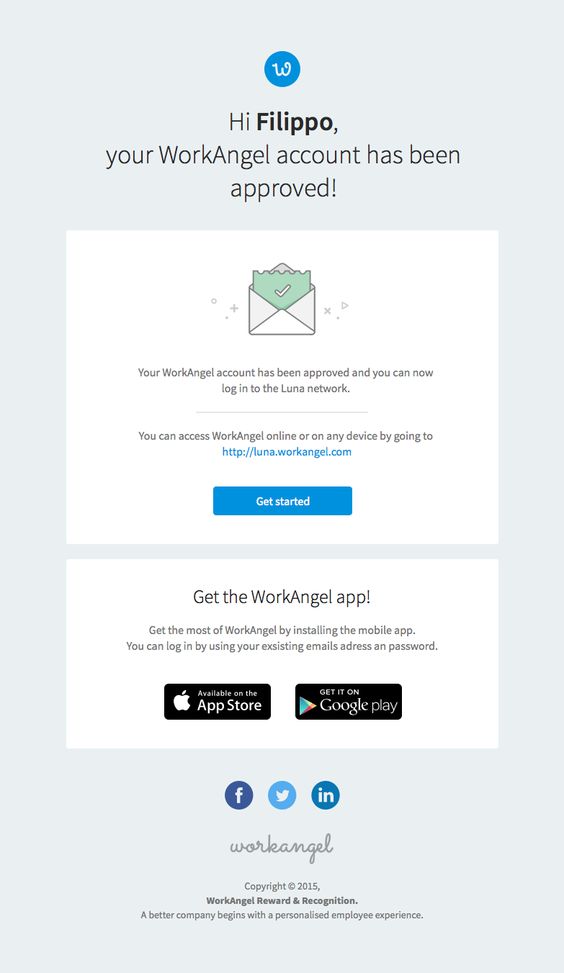 w
Hi Filippo,
your WorkAngel account has been
approved!
Your WorkAngel account has been approved and you can now
log in to the Luna network.
You can access WorkAngel online or on any device by going to
http://luna.workangel.com
Get started
Get the WorkAngel app!
Get the most of WorkAngel by installing the mobile app.
You can log in by using your exsisting emails adress an password.
Available on the
App Store
GET IT ON
Google play
f
in
workangel
Copyright © 2015,
WorkAngel Reward & Recognition.
A better company begins with a personalised employee experience.